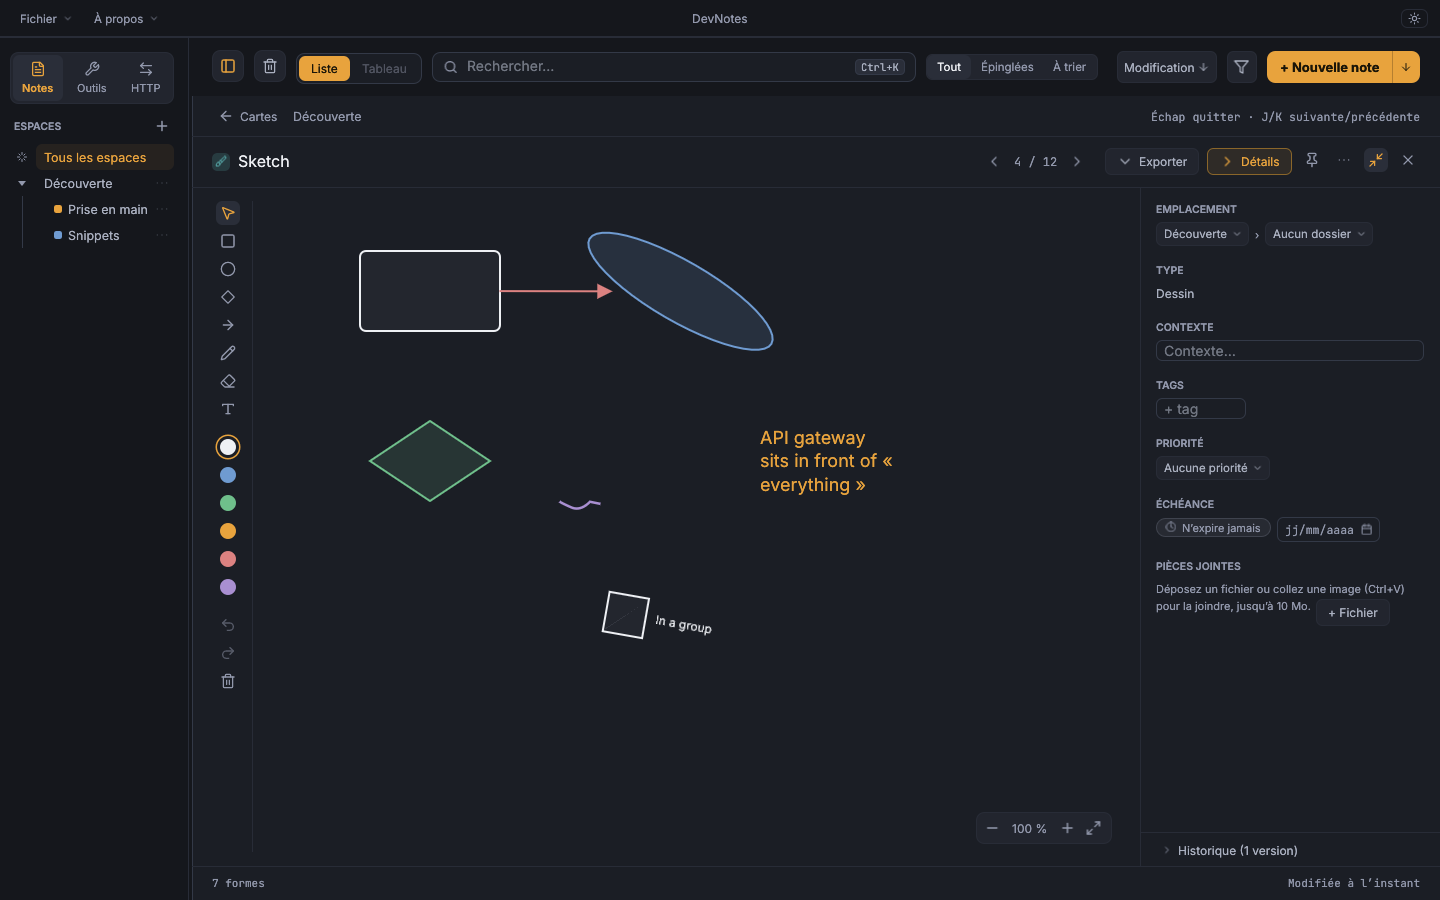 Fichier
À propos
DevNotes
Notes
Outils
HTTP
ESPACES
Tous les espaces
Découverte
Prise en main
Snippets
Liste
Tableau
Rechercher...
Ctrl+K
Tout
Épinglées
À trier
Modification
+ Nouvelle note
Cartes
Découverte
Échap quitter · J/K suivante/précédente
Sketch
4 / 12
Exporter
Détails
API gateway
sits in front of «
everything »
In a group
100 %
EMPLACEMENT
Découverte › Aucun dossier
TYPE
Dessin
CONTEXTE
Contexte...
TAGS
+ tag
PRIORITÉ
Aucune priorité
ÉCHÉANCE
N'expire jamais
jj/mm/aaaa
PIÈCES JOINTES
Déposez un fichier ou collez une image (Ctrl+V)
pour la joindre, jusqu'à 10 Mo.
+ Fichier
Historique (1 version)
7 formes
Modifiée à l'instant